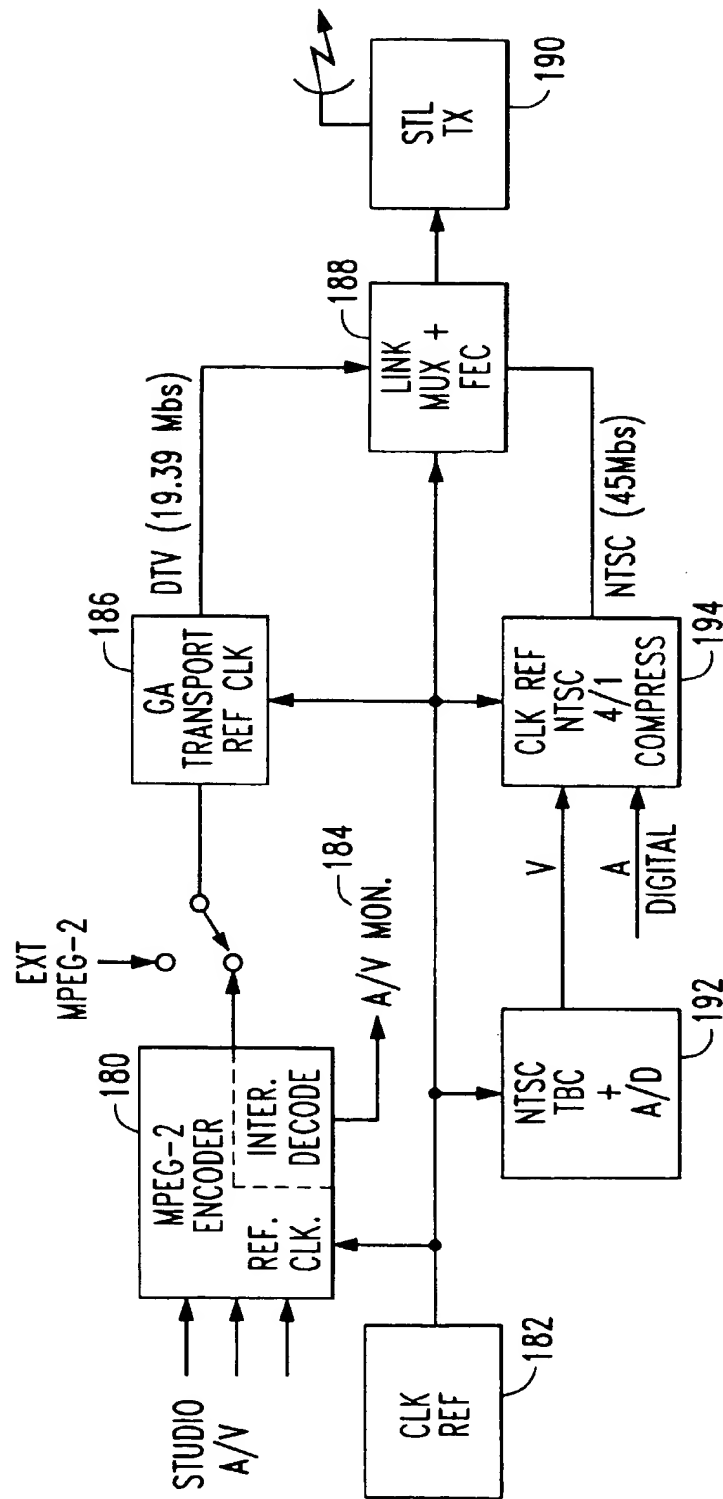 STUDIO
A/V
180
MPEG-2
ENCODER
REF.
CLK.
INTER.
DECODE
EXT
MPEG-2
184
A/V MON.
186
GA
TRANSPORT
REF CLK
DTV (19.39 Mbs)
188
LINK
MUX +
FEC
STL
TX
190
CLK
REF
182
NTSC
TBC
+
A/D
192
V
A
DIGITAL
CLK REF
NTSC
4/1
COMPRESS
194
NTSC (45Mbs)